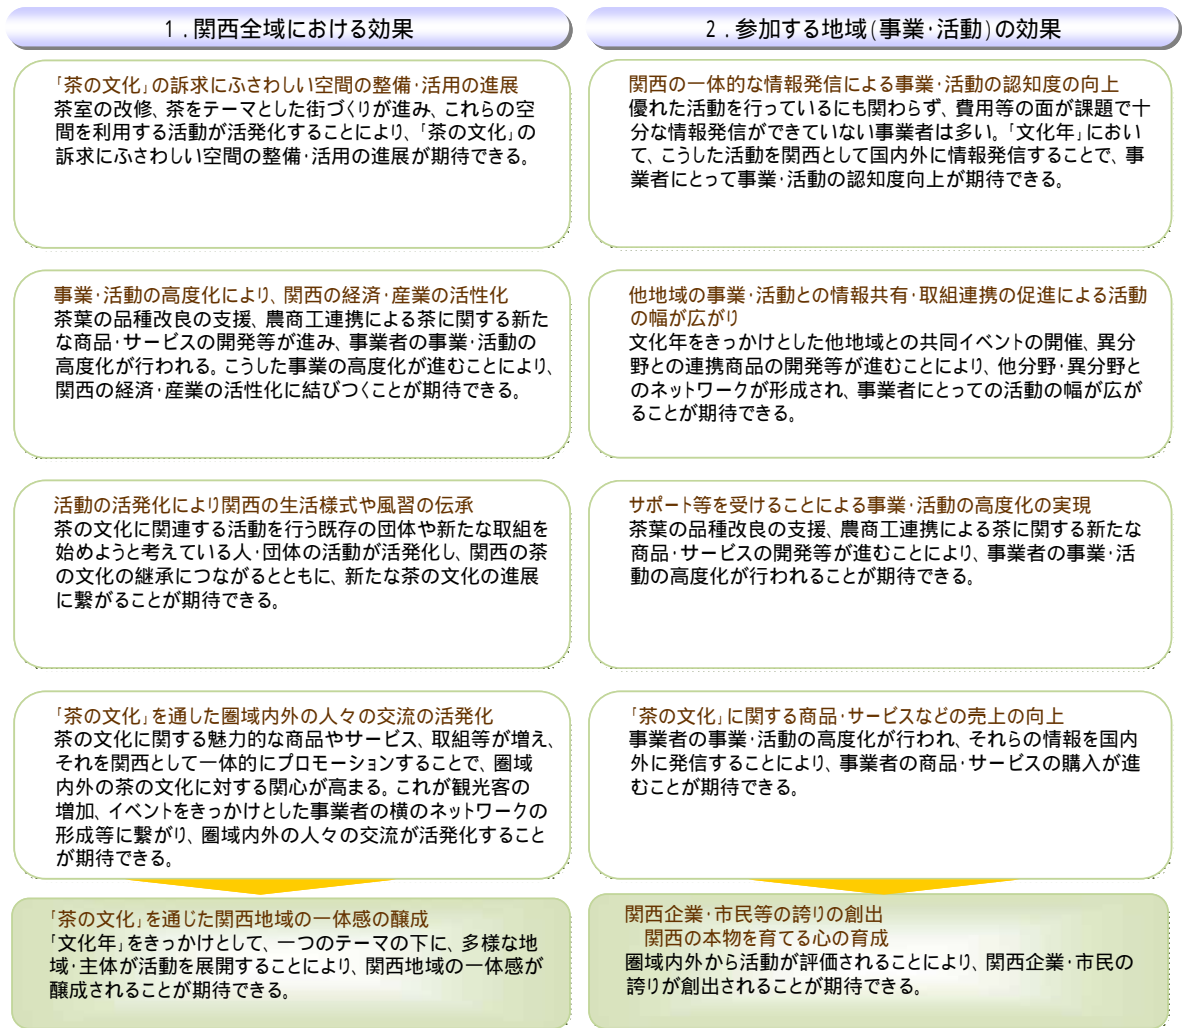 １．関西全域における効果
「茶の文化」の訴求にふさわしい空間の整備・活用の進展
茶室の改修、茶をテーマとした街づくりが進み、これらの空
間を利用する活動が活発化することにより、「茶の文化」の
訴求にふさわしい空間の整備・活用の進展が期待できる。
事業・活動の高度化により、関西の経済・産業の活性化
茶葉の品種改良の支援、農商工連携による茶に関する新た
な商品・サービスの開発等が進み、事業者の事業・活動の
高度化が行われる。こうした事業の高度化が進むことにより、
関西の経済・産業の活性化に結びつくことが期待できる。
活動の活発化により関西の生活様式や風習の伝承
茶の文化に関連する活動を行う既存の団体や新たな取組を
始めようと考えている人・団体の活動が活発化し、関西の茶
の文化の継承につながるとともに、新たな茶の文化の進展
に繋がることが期待できる。
「茶の文化」を通した圏域内外の人々の交流の活発化
茶の文化に関する魅力的な商品やサービス、取組等が増え、
それを関西として一体的にプロモーションすることで、圏域
内外の茶の文化に対する関心が高まる。これが観光客の
増加、イベントをきっかけとした事業者の横のネットワークの
形成等に繋がり、圏域内外の人々の交流が活発化すること
が期待できる。
「茶の文化」を通じた関西地域の一体感の醸成
「文化年」をきっかけとして、一つのテーマの下に、多様な地
域・主体が活動を展開することにより、関西地域の一体感が
醸成されることが期待できる。
２．参加する地域(事業・活動)の効果
関西の一体的な情報発信による事業・活動の認知度の向上
優れた活動を行っているにも関わらず、費用等の面が課題で十
分な情報発信ができていない事業者は多い。「文化年」におい
て、こうした活動を関西として国内外に情報発信することで、事
業者にとって事業・活動の認知度向上が期待できる。
他地域の事業・活動との情報共有・取組連携の促進による活動
の幅が広がり
文化年をきっかけとした他地域との共同イベントの開催、異分
野との連携商品の開発等が進むことにより、他分野・異分野と
のネットワークが形成され、事業者にとっての活動の幅が広が
ることが期待できる。
サポート等を受けることによる事業・活動の高度化の実現
茶葉の品種改良の支援、農商工連携による茶に関する新たな
商品・サービスの開発等が進むことにより、事業者の事業・活
動の高度化が行われることが期待できる。
「茶の文化」に関する商品・サービスなどの売上の向上
事業者の事業・活動の高度化が行われ、それらの情報を国内
外に発信することにより、事業者の商品・サービスの購入が進
むことが期待できる。
関西企業・市民等の誇りの創出
関西の本物を育てる心の育成
圏域内外から活動が評価されることにより、関西企業・市民の
誇りが創出されることが期待できる。